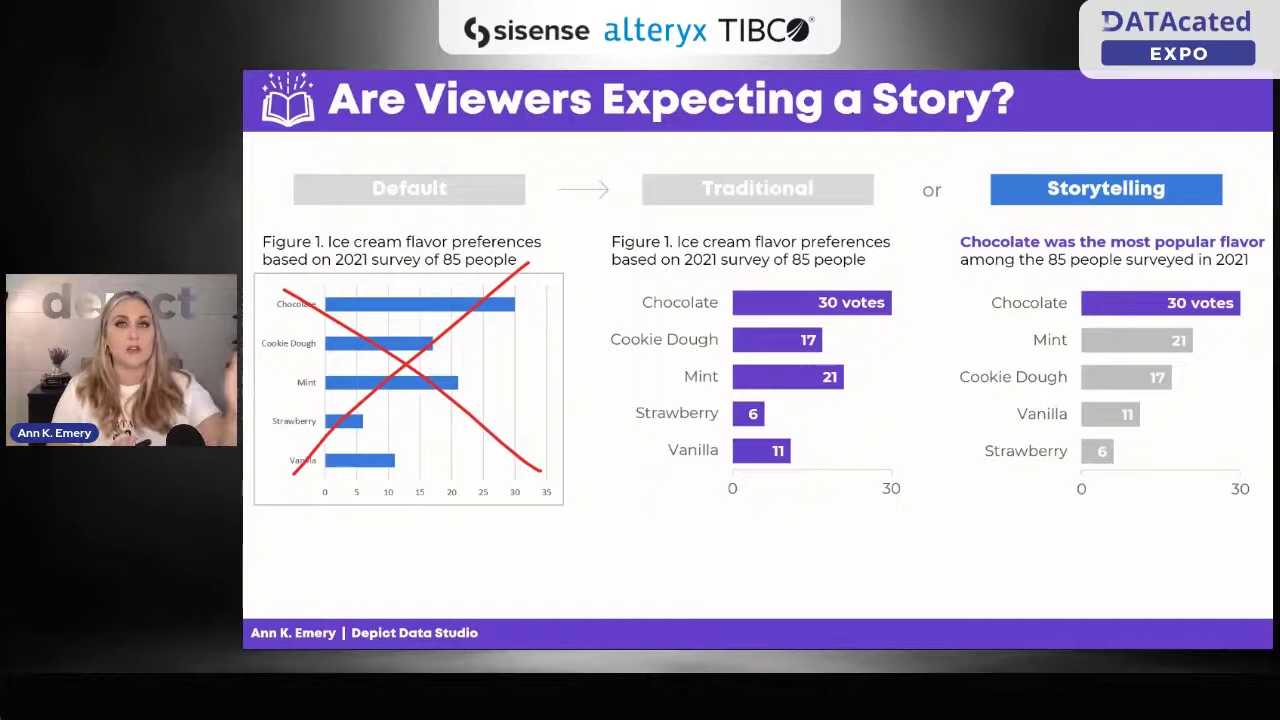 sisense alteryx TIBCO
DATAcated
EXPO
Are Viewers Expecting a Story?
Default
Traditional
or
Storytelling
Figure 1. Ice cream flavor preferences
based on 2021 survey of 85 people
Chocolate
Cookie Dough
Mint
Strawberry
Vanilla
0 5 10 15 20 25 30 35
Figure 1. Ice cream flavor preferences
based on 2021 survey of 85 people
Chocolate 30 votes
Cookie Dough 17
Mint 21
Strawberry 6
Vanilla 11
0 30
Chocolate was the most popular flavor
among the 85 people surveyed in 2021
Chocolate 30 votes
Mint 21
Cookie Dough 17
Vanilla 11
Strawberry 6
0 30
depict
Ann K. Emery
Ann K. Emery | Depict Data Studio